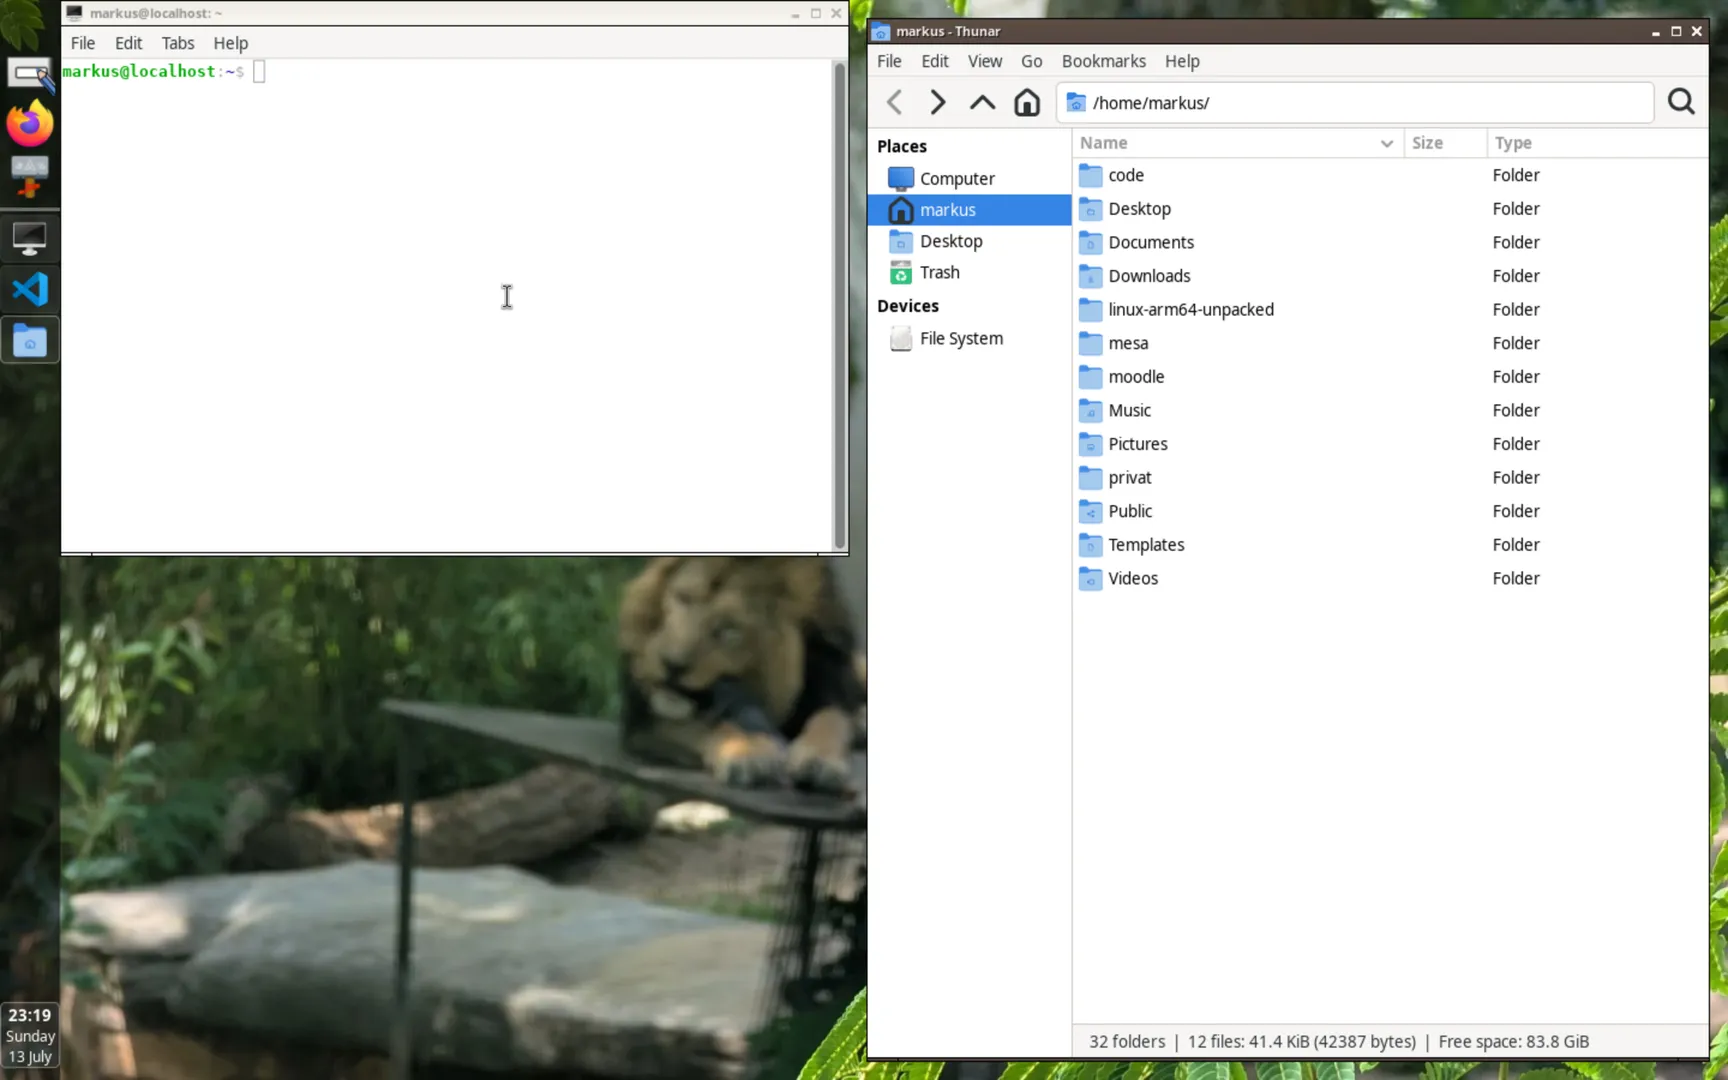 markus@localhost: ~
File Edit Tabs Help
markus@localhost:~$
23:19
Sunday
13 July
markus - Thunar
File Edit View Go Bookmarks Help
/home/markus/
Places
Computer
markus
Desktop
Trash
Devices
File System
Name Size Type
code Folder
Desktop Folder
Documents Folder
Downloads Folder
linux-arm64-unpacked Folder
mesa Folder
moodle Folder
Music Folder
Pictures Folder
privat Folder
Public Folder
Templates Folder
Videos Folder
32 folders | 12 files: 41.4 KiB (42387 bytes) | Free space: 83.8 GiB